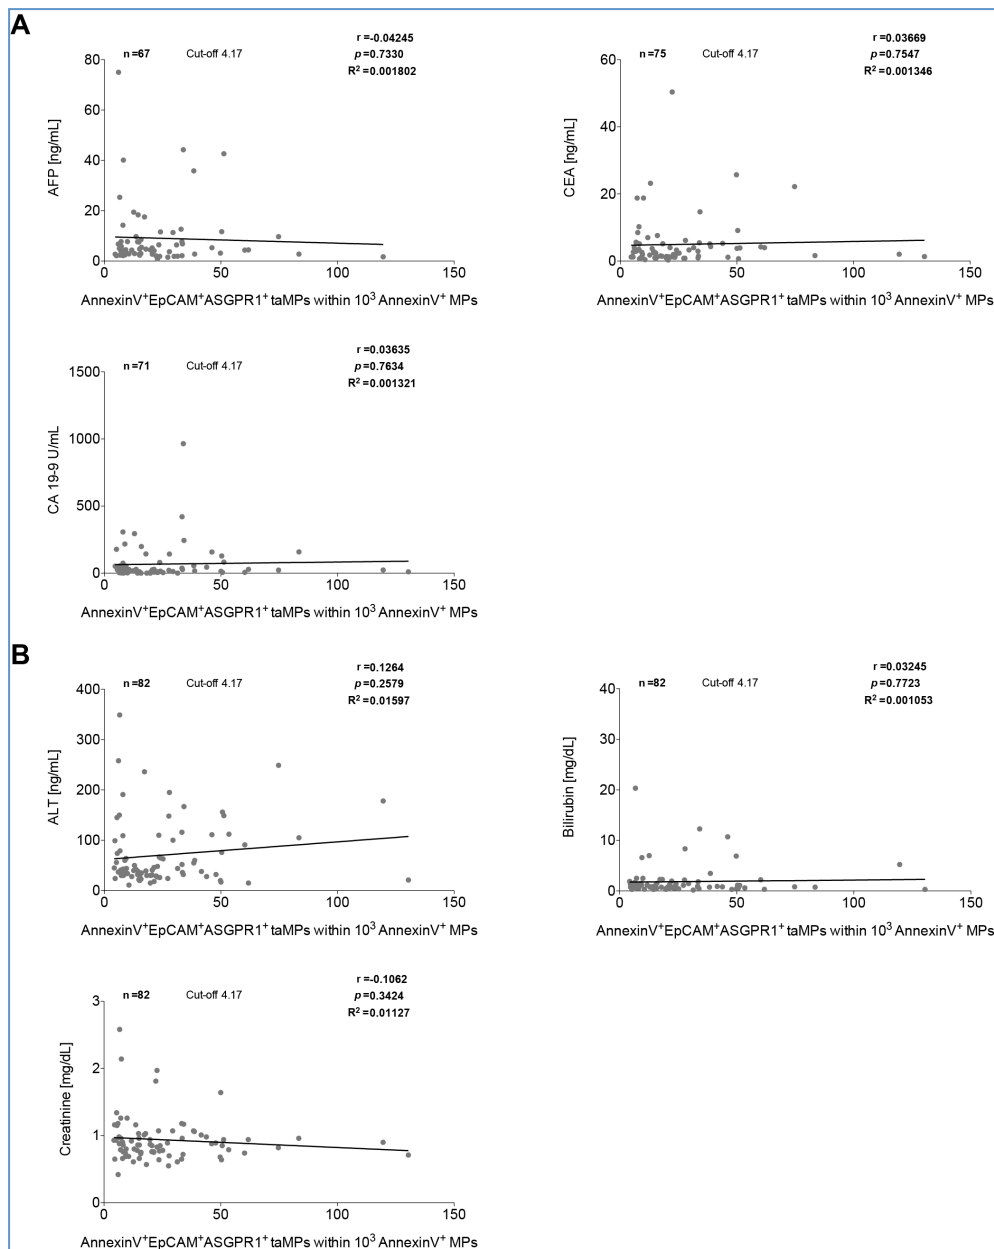 A
n=67 Cut-off 4.17
r=-0.04245
p=0.7330
R²=0.001802
AFP [ng/mL]
80
60
40
20
0
0 50 100 150
AnnexinV⁺EpCAM⁺ASGPR1⁺ taMPs within 10³ AnnexinV⁺ MPs
n=75 Cut-off 4.17
r=0.03669
p=0.7547
R²=0.001346
CEA [ng/mL]
60
40
20
0
0 50 100 150
AnnexinV⁺EpCAM⁺ASGPR1⁺ taMPs within 10³ AnnexinV⁺ MPs
n=71 Cut-off 4.17
r=0.03635
p=0.7634
R²=0.001321
CA 19-9 U/mL
1500
1000
500
0
0 50 100 150
AnnexinV⁺EpCAM⁺ASGPR1⁺ taMPs within 10³ AnnexinV⁺ MPs
B
n=82 Cut-off 4.17
r=0.1264
p=0.2579
R²=0.01597
ALT [ng/mL]
400
300
200
100
0
0 50 100 150
AnnexinV⁺EpCAM⁺ASGPR1⁺ taMPs within 10³ AnnexinV⁺ MPs
n=82 Cut-off 4.17
r=0.03245
p=0.7723
R²=0.001053
Bilirubin [mg/dL]
40
30
20
10
0
0 50 100 150
AnnexinV⁺EpCAM⁺ASGPR1⁺ taMPs within 10³ AnnexinV⁺ MPs
n=82 Cut-off 4.17
r=-0.1062
p=0.3424
R²=0.01127
Creatinine [mg/dL]
3
2
1
0
0 50 100 150
AnnexinV⁺EpCAM⁺ASGPR1⁺ taMPs within 10³ AnnexinV⁺ MPs